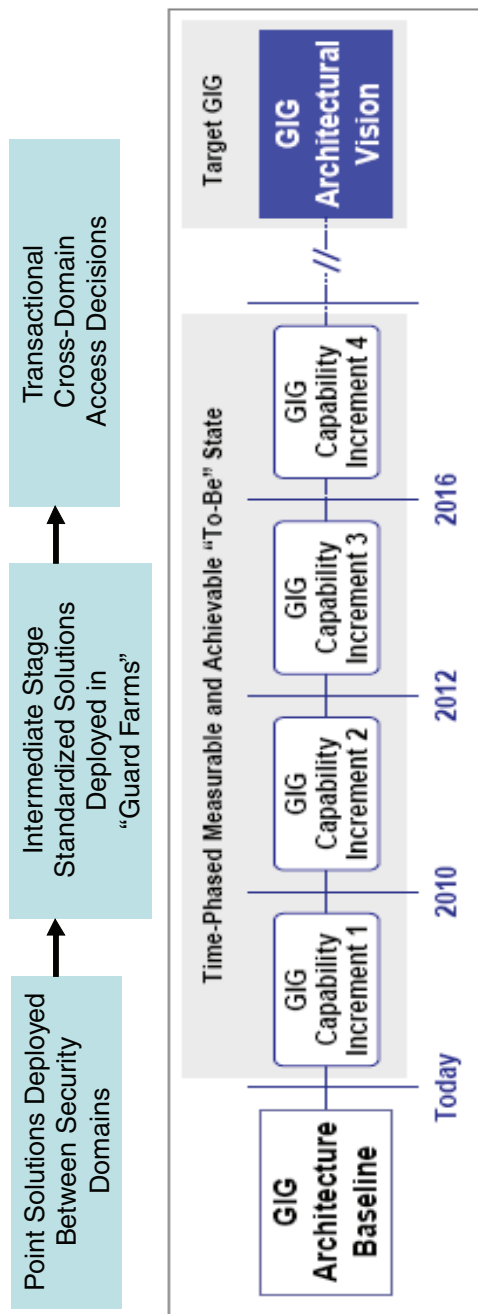 Point Solutions Deployed
Between Security
Domains
Intermediate Stage
Standardized Solutions
Deployed in
“Guard Farms”
Transactional
Cross-Domain
Access Decisions
Time-Phased Measurable and Achievable “To-Be” State
Target GIG
GIG
Architecture
Baseline
GIG
Capability
Increment 1
GIG
Capability
Increment 2
GIG
Capability
Increment 3
GIG
Capability
Increment 4
//
GIG
Architectural
Vision
Today
2010
2012
2016